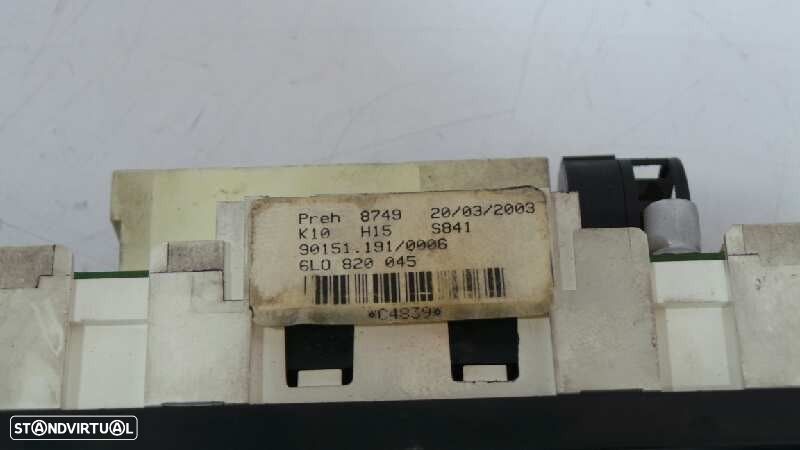 Preh 8749 20/03/2003
K10 H15 S841
90151.191/0006
6L0 820 045
*C4839*
STANDVIRTUAL